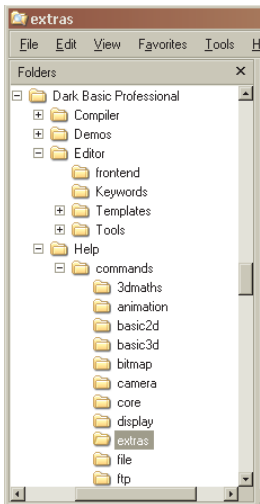 extras
File Edit View Favorites Tools H
Folders
Dark Basic Professional
Compiler
Demos
Editor
frontend
Keywords
Templates
Tools
Help
commands
3dmaths
animation
basic2d
basic3d
bitmap
camera
core
display
extras
file
ftp